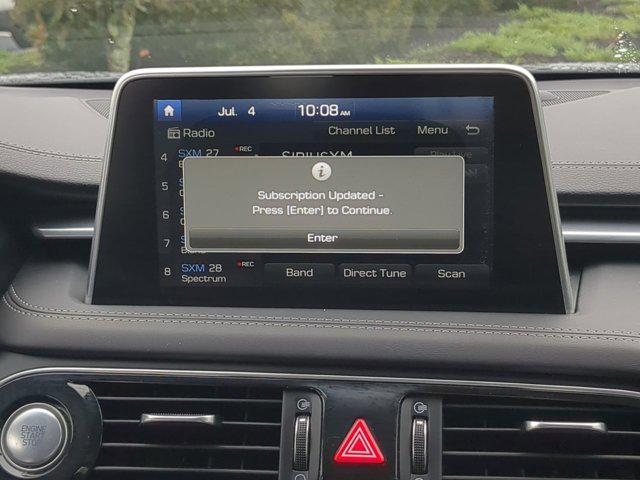 Jul. 4 10:08 AM
Radio Channel List Menu
4 SXM 27 REC
SIRIUSXM
Subscription Updated -
Press [Enter] to Continue.
Enter
5
6
7
8 SXM 28 REC
Spectrum
Band Direct Tune Scan
ENGINE
START
STOP